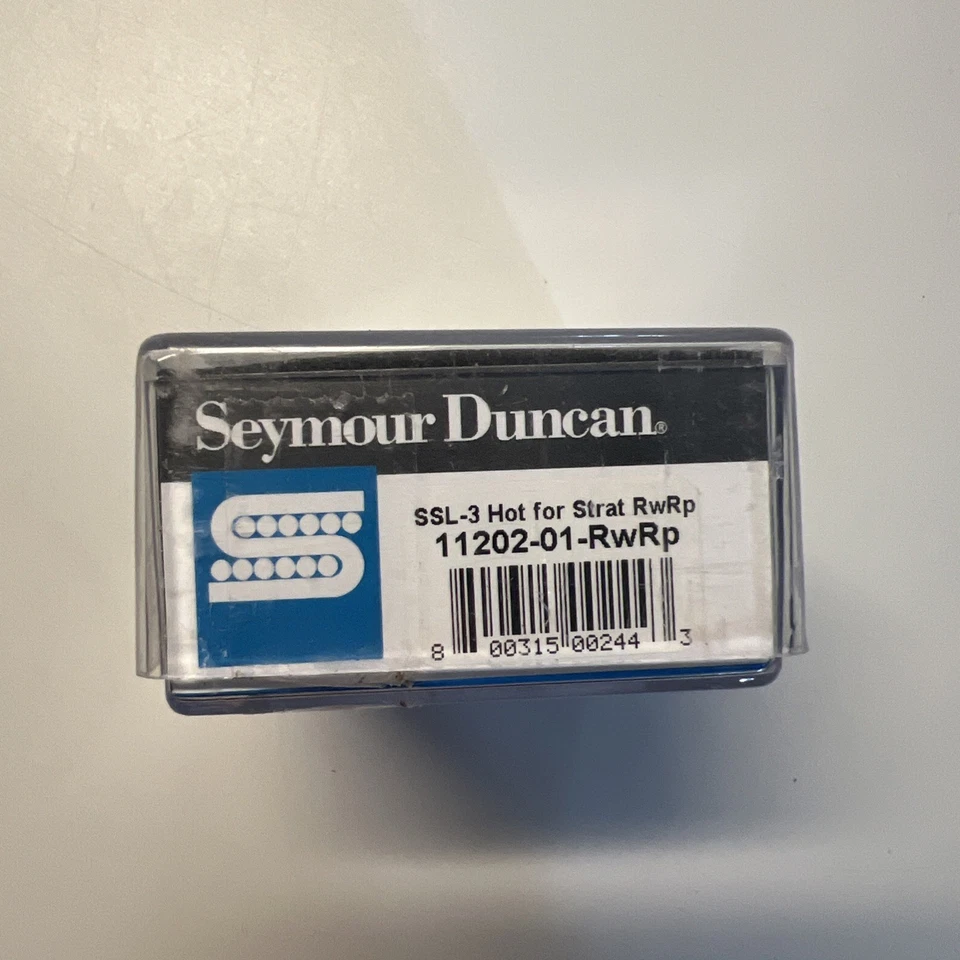 Seymour Duncan®
SSL-3 Hot for Strat RwRp
11202-01-RwRp
8 00315 00244 3